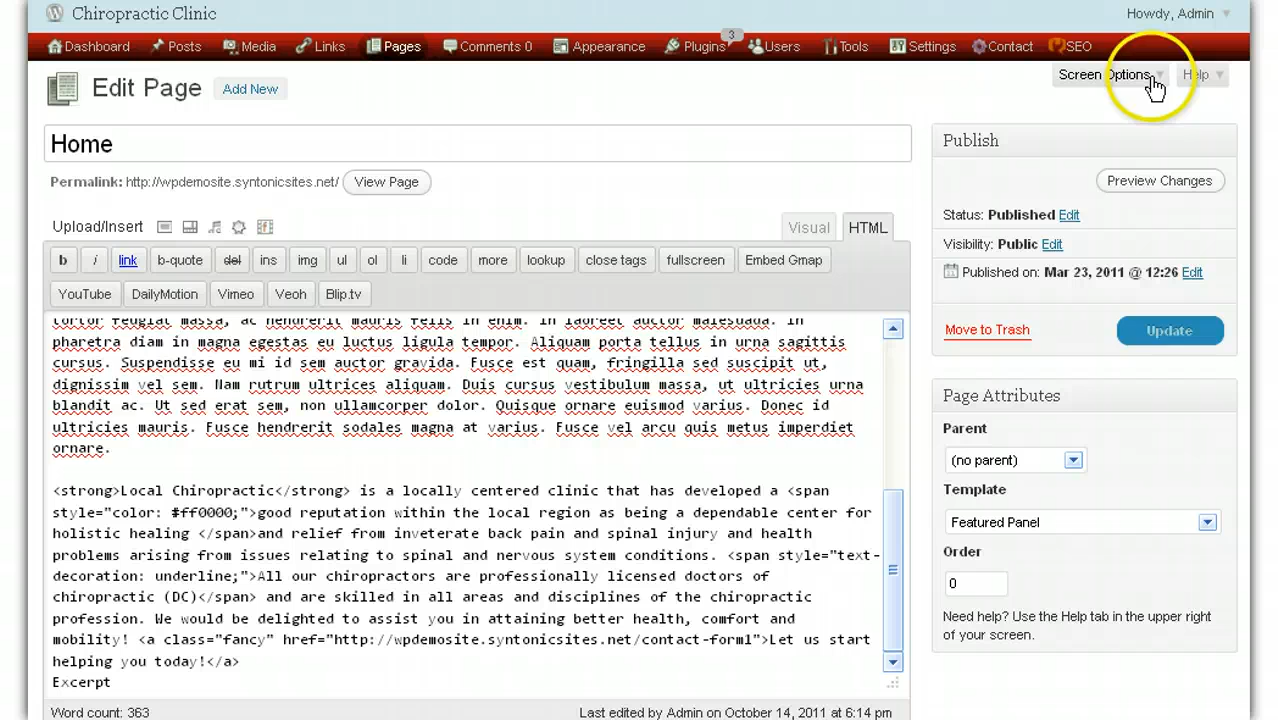 Chiropractic Clinic
Howdy, Admin
Dashboard Posts Media Links Pages Comments 0 Appearance Plugins 3 Users Tools Settings Contact SEO
Screen Options Help
Edit Page Add New
Home
Permalink: http://wpdemosite.syntonicsites.net/ View Page
Upload/Insert
Visual HTML
b i link b-quote del ins img ul ol li code more lookup close tags fullscreen Embed Gmap
YouTube DailyMotion Vimeo Veoh Blip.tv
tortor feugiat massa, ac hendrerit mauris felis in enim. In laoreet auctor malesuada. In
pharetra diam in magna egestas eu luctus ligula tempor. Aliquam porta tellus in urna sagittis
cursus. Suspendisse eu mi id sem auctor gravida. Fusce est quam, fringilla sed suscipit ut,
dignissim vel sem. Nam rutrum ultrices aliquam. Duis cursus vestibulum massa, ut ultricies urna
blandit ac. Ut sed erat sem, non ullamcorper dolor. Quisque ornare euismod varius. Donec id
ultricies mauris. Fusce hendrerit sodales magna at varius. Fusce vel arcu quis metus imperdiet
ornare.
<strong>Local Chiropractic</strong> is a locally centered clinic that has developed a <span
style="color: #ff0000;">good reputation within the local region as being a dependable center for
holistic healing </span>and relief from inveterate back pain and spinal injury and health
problems arising from issues relating to spinal and nervous system conditions. <span style="text-
decoration: underline;">All our chiropractors are professionally licensed doctors of
chiropractic (DC)</span> and are skilled in all areas and disciplines of the chiropractic
profession. We would be delighted to assist you in attaining better health, comfort and
mobility! <a class="fancy" href="http://wpdemosite.syntonicsites.net/contact-form1">Let us start
helping you today!</a>
Excerpt
Word count: 363
Last edited by Admin on October 14, 2011 at 6:14 pm
Publish
Preview Changes
Status: Published Edit
Visibility: Public Edit
Published on: Mar 23, 2011 @ 12:26 Edit
Move to Trash Update
Page Attributes
Parent
(no parent)
Template
Featured Panel
Order
0
Need help? Use the Help tab in the upper right
of your screen.